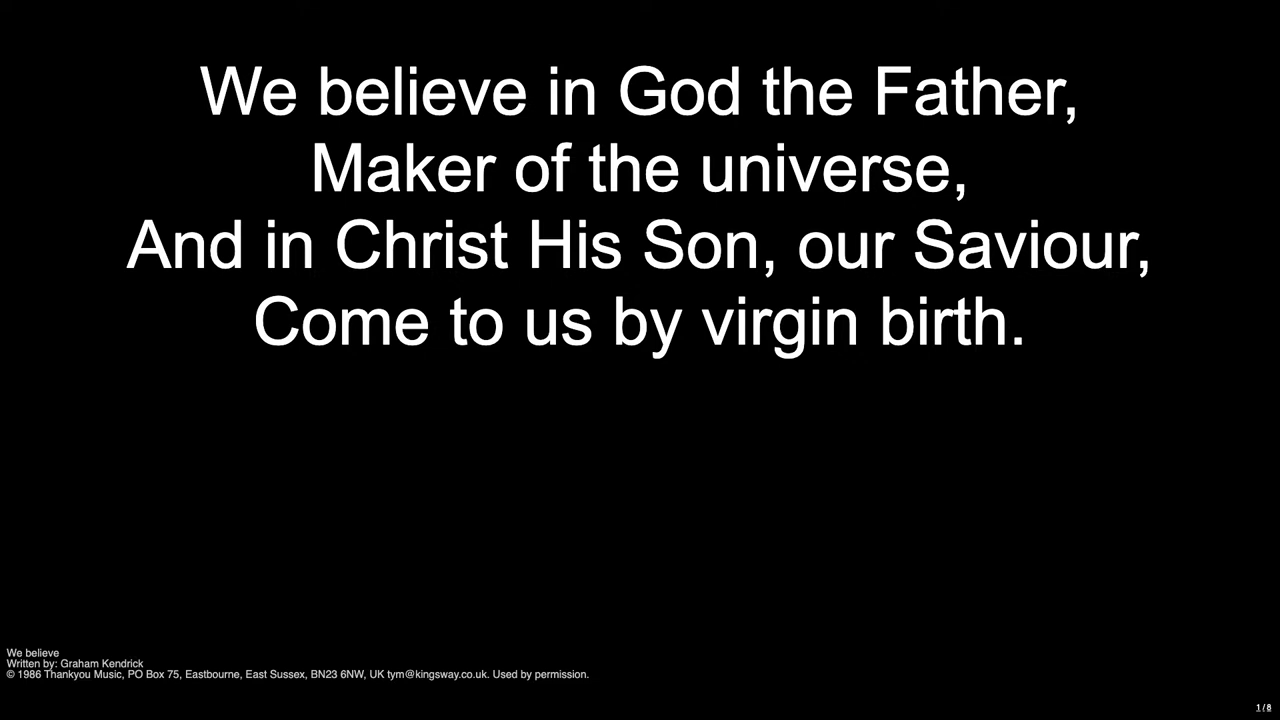 We believe in God the Father,
Maker of the universe,
And in Christ His Son, our Saviour,
Come to us by virgin birth.
We believe
Written by: Graham Kendrick
© 1986 Thankyou Music, PO Box 75, Eastbourne, East Sussex, BN23 6NW, UK tym@kingsway.co.uk. Used by permission.
1/8